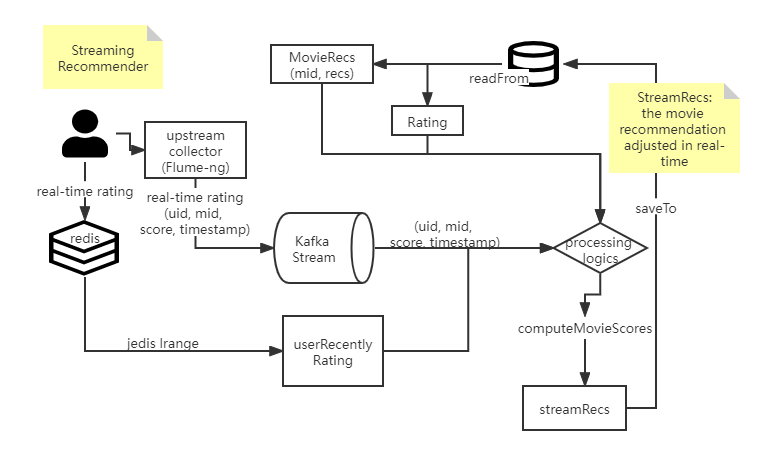 Streaming
Recommender
MovieRecs
(mid, recs)
readFrom
Rating
StreamRecs:
the movie
recommendation
adjusted in real-
time
upstream
collector
(Flume-ng)
real-time rating
real-time rating
(uid, mid,
score, timestamp)
redis
Kafka
Stream
(uid, mid,
score, timestamp)
processing
logics
saveTo
jedis lrange
userRecently
Rating
computeMovieScores
streamRecs